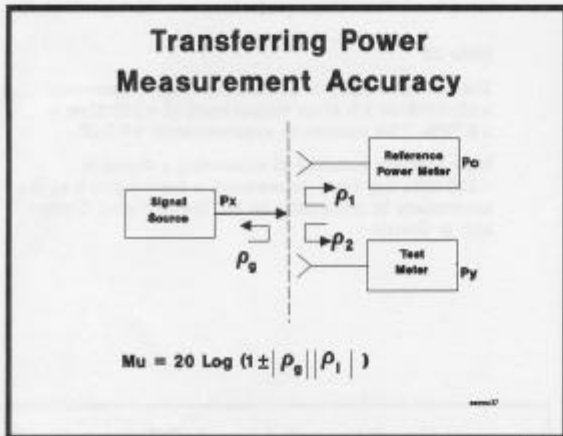 Transferring Power
Measurement Accuracy
Reference
Power Meter
Po
Signal
Source
Px
ρ1
ρg
ρ2
Test
Meter
Py
Mu = 20 Log (1 ± |ρg||ρl| )